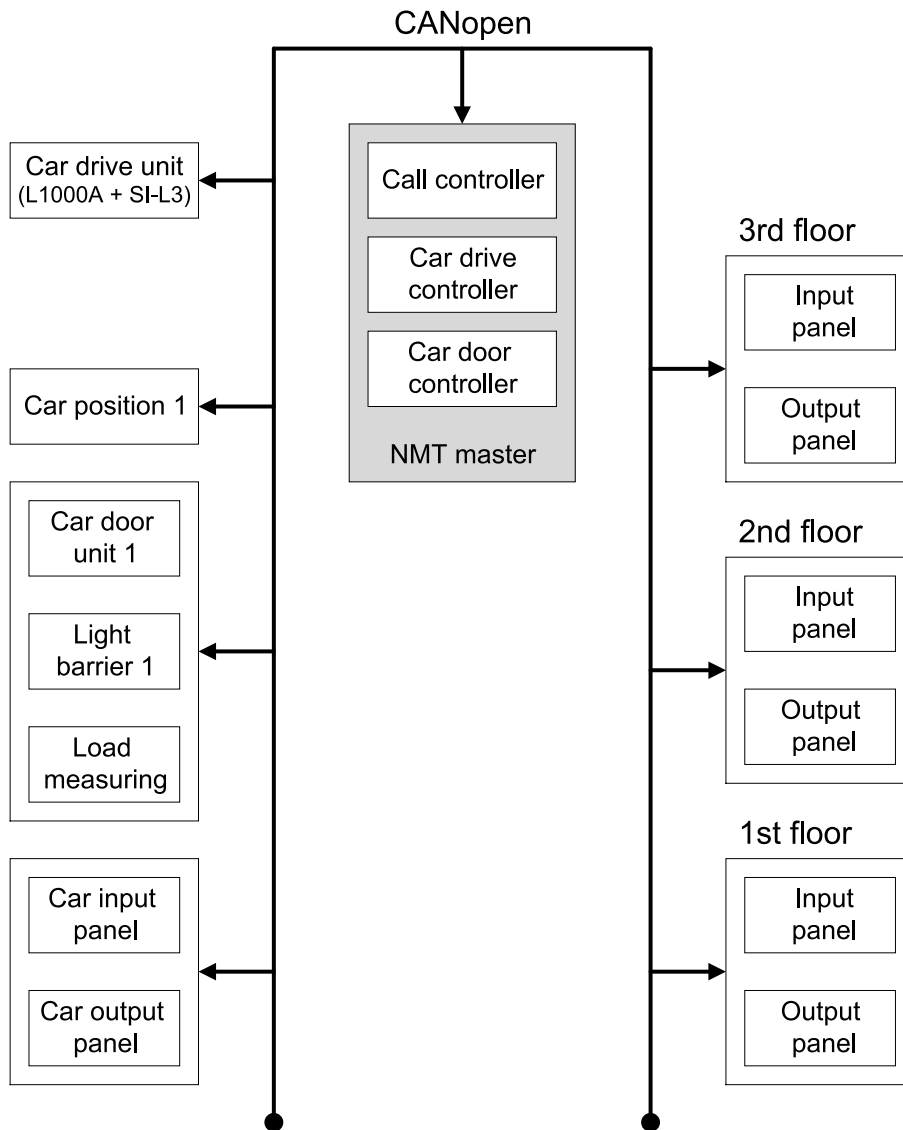 CANopen
Car drive unit
(L1000A + SI-L3)
Car position 1
Car door
unit 1
Light
barrier 1
Load
measuring
Car input
panel
Car output
panel
Call controller
Car drive
controller
Car door
controller
NMT master
3rd floor
Input
panel
Output
panel
2nd floor
Input
panel
Output
panel
1st floor
Input
panel
Output
panel